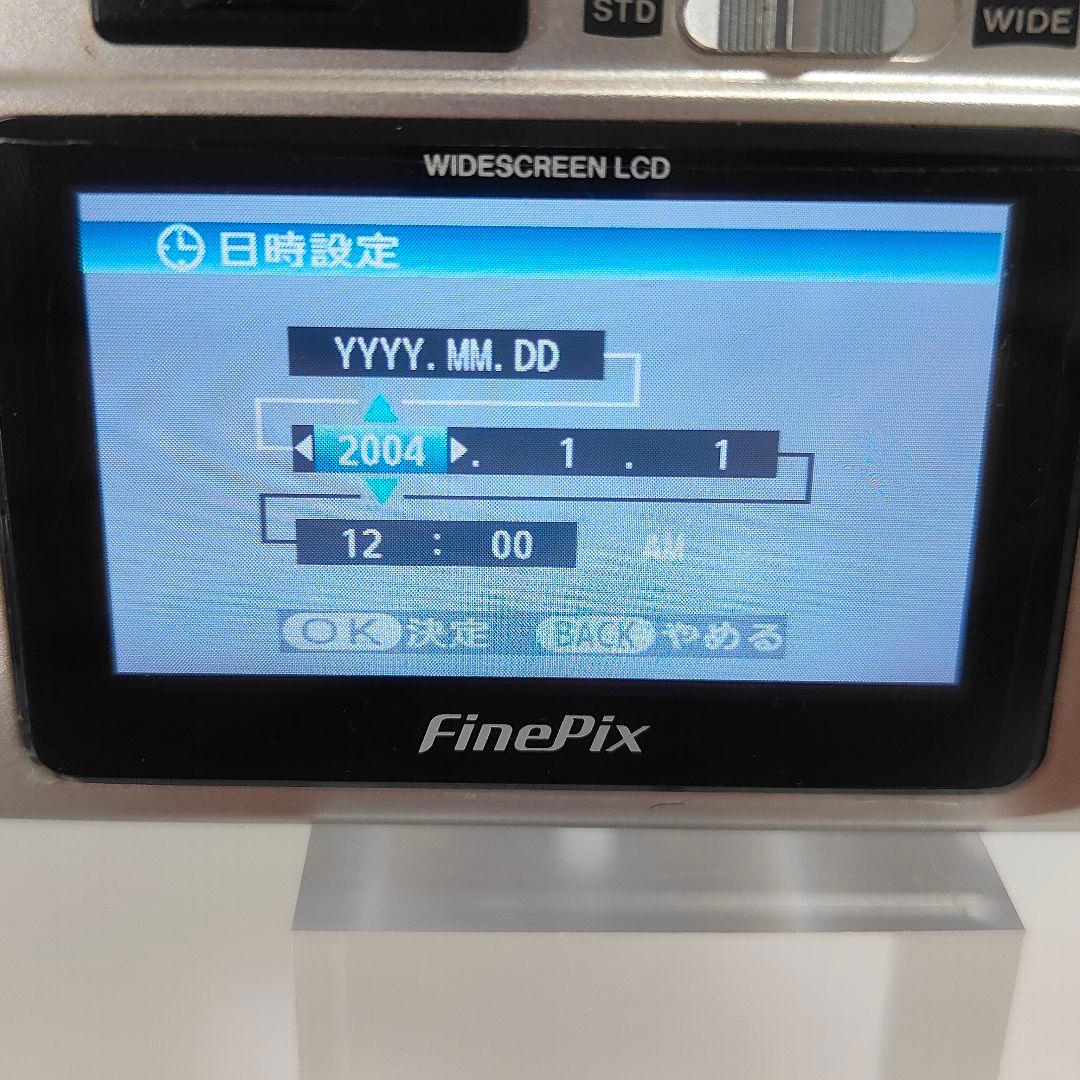 STD WIDE
WIDESCREEN LCD
日時設定
YYYY.MM.DD
2004. 1. 1
12 : 00 AM
OK 決定 BACK やめる
FinePix